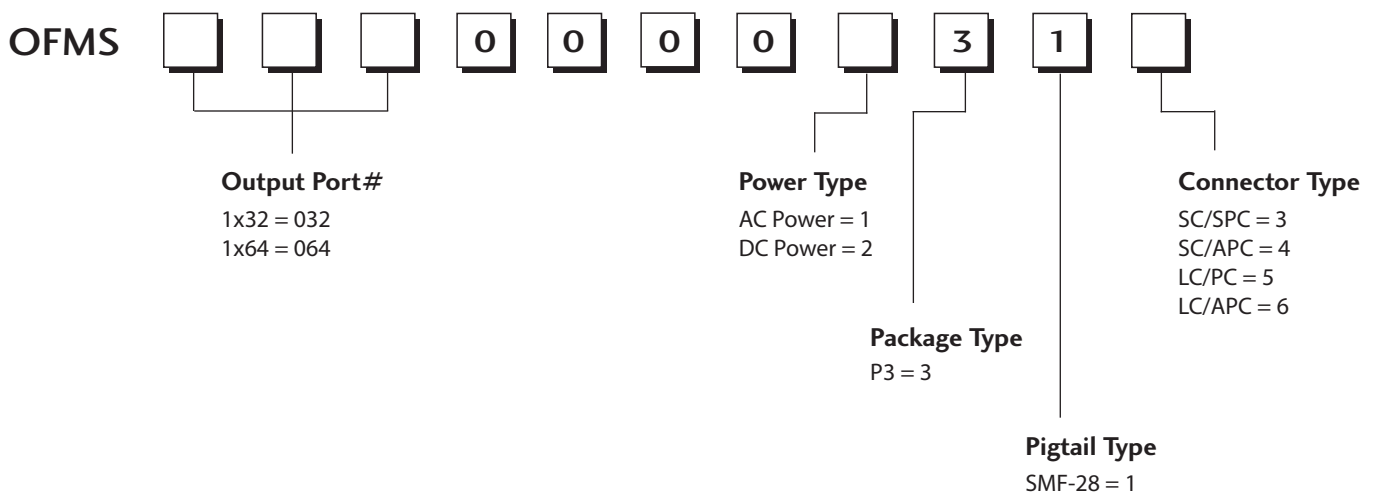 OFMS 0 0 0 0 3 1
Output Port#
1x32 = 032
1x64 = 064
Power Type
AC Power = 1
DC Power = 2
Connector Type
SC/SPC = 3
SC/APC = 4
LC/PC = 5
LC/APC = 6
Package Type
P3 = 3
Pigtail Type
SMF-28 = 1